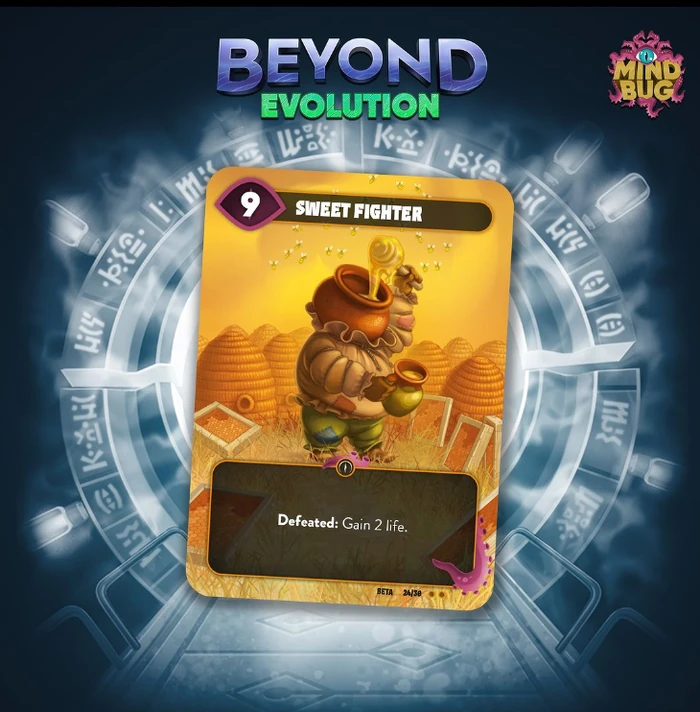 BEYOND
EVOLUTION
MIND
BUG
9
SWEET FIGHTER
Defeated: Gain 2 life.
BETA 24/38